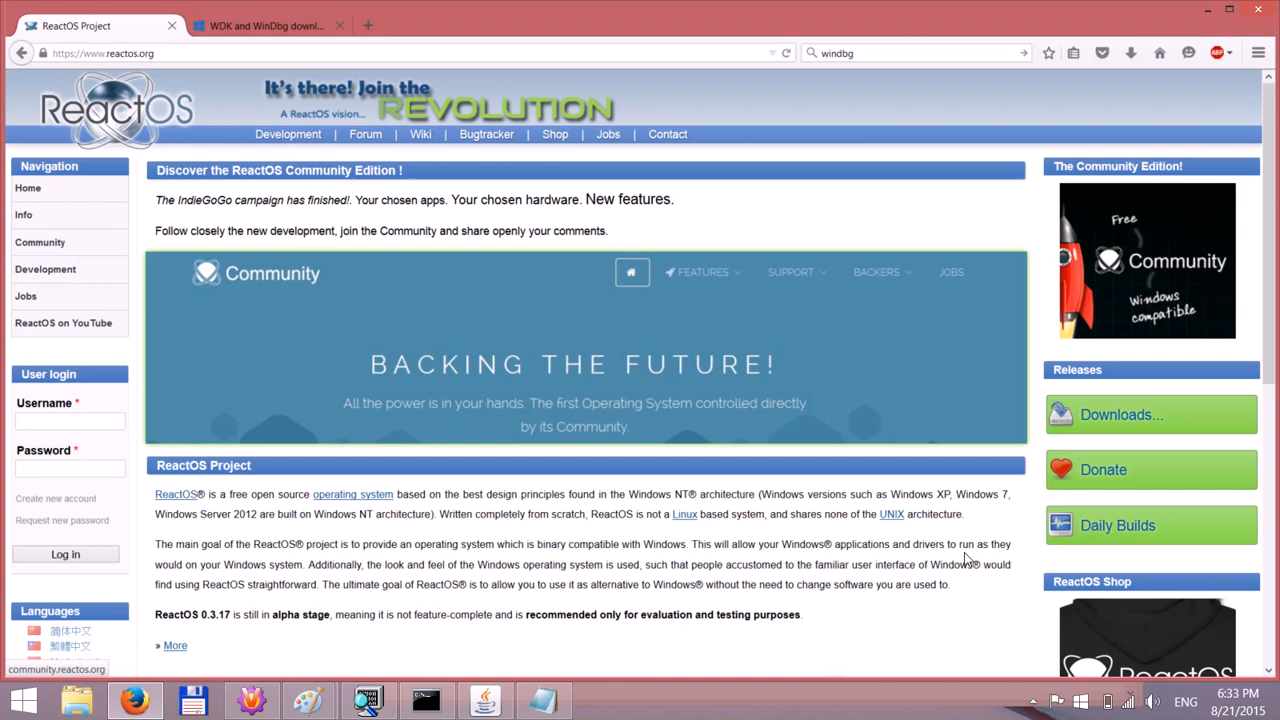 ReactOS Project
WDK and WinDbg downl...
https://www.reactos.org
windbg
ABP
ReactOS
It's there! Join the
REVOLUTION
A ReactOS vision...
Development | Forum | Wiki | Bugtracker | Shop | Jobs | Contact
Navigation
Home
Info
Community
Development
Jobs
ReactOS on YouTube
User login
Username *
Password *
Create new account
Request new password
Log in
Languages
简体中文
繁體中文
community.reactos.org
Discover the ReactOS Community Edition !
The IndieGoGo campaign has finished!. Your chosen apps. Your chosen hardware. New features.
Follow closely the new development, join the Community and share openly your comments.
Community
FEATURES SUPPORT BACKERS JOBS
BACKING THE FUTURE!
All the power is in your hands. The first Operating System controlled directly
by its Community.
ReactOS Project
ReactOS® is a free open source operating system based on the best design principles found in the Windows NT® architecture (Windows versions such as Windows XP, Windows 7,
Windows Server 2012 are built on Windows NT architecture). Written completely from scratch, ReactOS is not a Linux based system, and shares none of the UNIX architecture.
The main goal of the ReactOS® project is to provide an operating system which is binary compatible with Windows. This will allow your Windows® applications and drivers to run as they
would on your Windows system. Additionally, the look and feel of the Windows operating system is used, such that people accustomed to the familiar user interface of Windows® would
find using ReactOS straightforward. The ultimate goal of ReactOS® is to allow you to use it as alternative to Windows® without the need to change software you are used to.
ReactOS 0.3.17 is still in alpha stage, meaning it is not feature-complete and is recommended only for evaluation and testing purposes.
» More
The Community Edition!
Free
Community
Windows
compatible
Releases
Downloads...
Donate
Daily Builds
ReactOS Shop
ReactOS
ENG
6:33 PM
8/21/2015